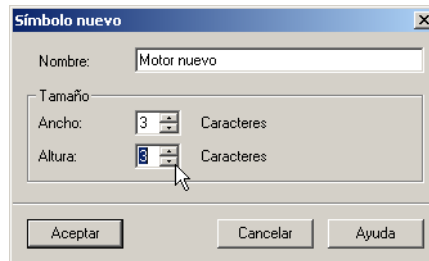 Símbolo nuevo
Nombre: Motor nuevo
Tamaño
Ancho: 3 Caracteres
Altura: 3 Caracteres
Aceptar Cancelar Ayuda